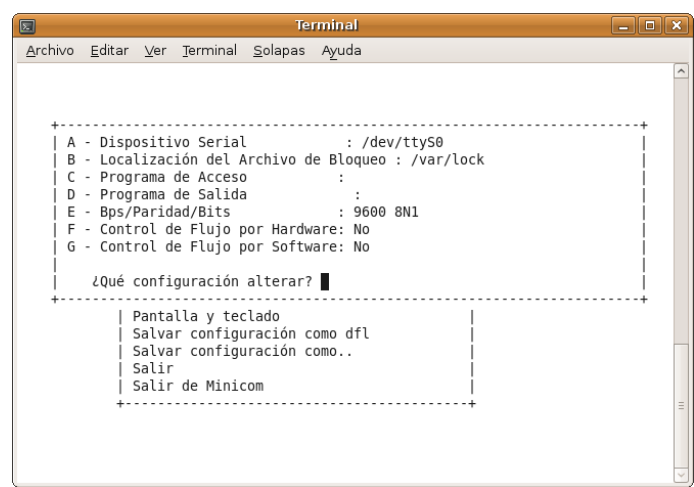 Terminal
Archivo Editar Ver Terminal Solapas Ayuda
A - Dispositivo Serial : /dev/ttyS0
B - Localización del Archivo de Bloqueo : /var/lock
C - Programa de Acceso :
D - Programa de Salida :
E - Bps/Paridad/Bits : 9600 8N1
F - Control de Flujo por Hardware: No
G - Control de Flujo por Software: No
¿Qué configuración alterar?
Pantalla y teclado
Salvar configuración como dfl
Salvar configuración como..
Salir
Salir de Minicom